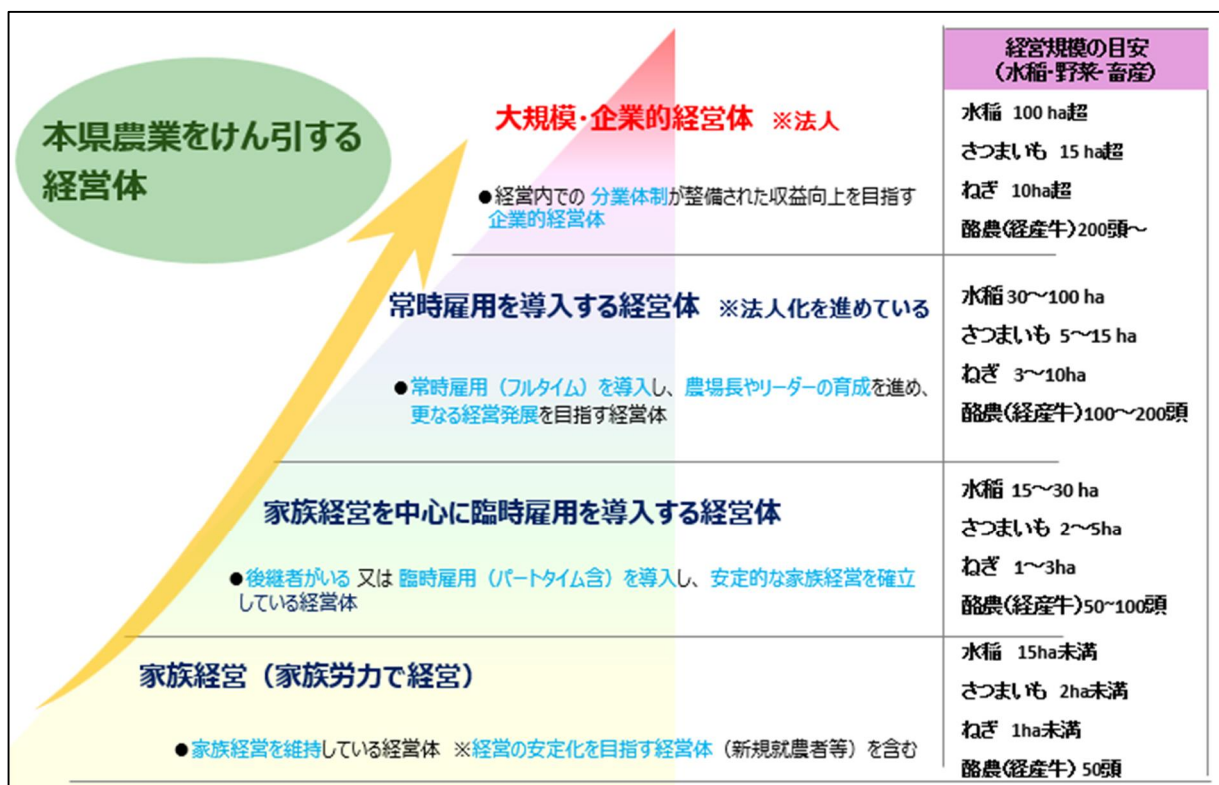 本県農業をけん引する
経営体
大規模・企業的経営体 ※法人
●経営内での 分業体制が整備された収益向上を目指す
企業的経営体
常時雇用を導入する経営体 ※法人化を進めている
●常時雇用（フルタイム）を導入し、農場長やリーダーの育成を進め、
更なる経営発展を目指す経営体
家族経営を中心に臨時雇用を導入する経営体
●後継者がいる 又は 臨時雇用（パートタイム含）を導入し、安定的な家族経営を確立
している経営体
家族経営（家族労力で経営）
●家族経営を維持している経営体 ※経営の安定化を目指す経営体（新規就農者等）を含む
経営規模の目安
（水稲・野菜・畜産）
水稲 100 ha超
さつまいも 15 ha超
ねぎ 10ha超
酪農(経産牛)200頭～
水稲30～100 ha
さつまいも 5～15 ha
ねぎ 3～10ha
酪農(経産牛)100～200頭
水稲 15～30 ha
さつまいも 2～5ha
ねぎ 1～3ha
酪農(経産牛)50~100頭
水稲 15ha未満
さつまいも 2ha未満
ねぎ 1ha未満
酪農(経産牛) 50頭